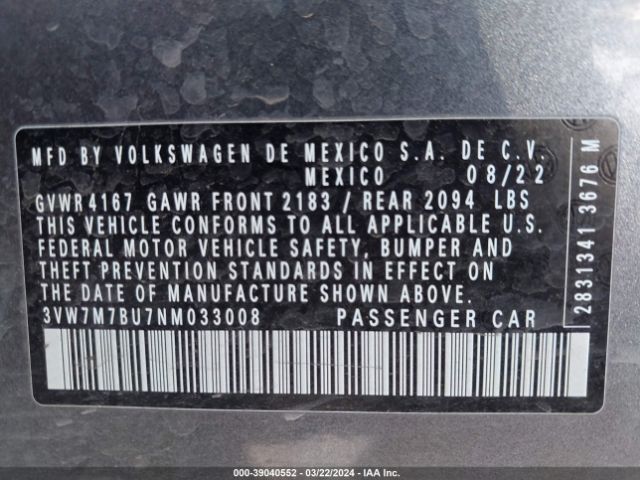 MFD BY VOLKSWAGEN DE MEXICO S.A. DE C.V.
MEXICO 08/22
GVWR 4167 GAWR FRONT 2183 / REAR 2094 LBS
THIS VEHICLE CONFORMS TO ALL APPLICABLE U.S.
FEDERAL MOTOR VEHICLE SAFETY, BUMPER AND
THEFT PREVENTION STANDARDS IN EFFECT ON
THE DATE OF MANUFACTURE SHOWN ABOVE.
3VW7M7BU7NM033008 PASSENGER CAR
2831341 3676 M
000-39040552 — 03/22/2024 — IAA Inc.